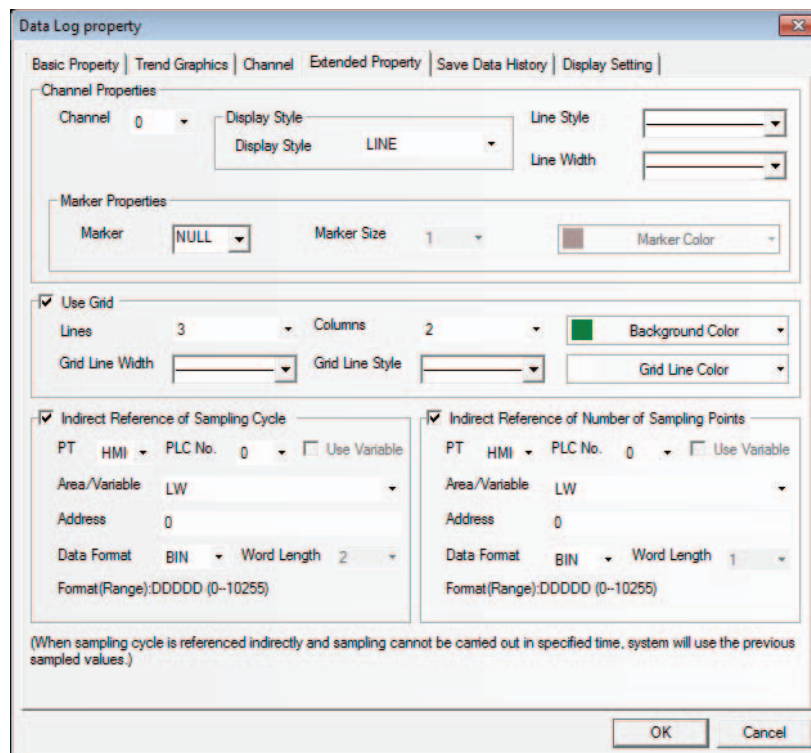 Data Log property
Basic Property Trend Graphics Channel Extended Property Save Data History Display Setting
Channel Properties
Channel 0 Display Style Line Style
Display Style LINE
Line Width
Marker Properties
Marker NULL Marker Size 1 Marker Color
Use Grid
Lines 3 Columns 2 Background Color
Grid Line Width Grid Line Style Grid Line Color
Indirect Reference of Sampling Cycle Indirect Reference of Number of Sampling Points
PT HMI PLC No. 0 Use Variable PT HMI PLC No. 0 Use Variable
Area/Variable LW Area/Variable LW
Address 0 Address 0
Data Format BIN Word Length 2 Data Format BIN Word Length 1
Format(Range):DDDDD (0--10255) Format(Range):DDDDD (0--10255)
(When sampling cycle is referenced indirectly and sampling cannot be carried out in specified time, system will use the previous
sampled values.)
OK Cancel